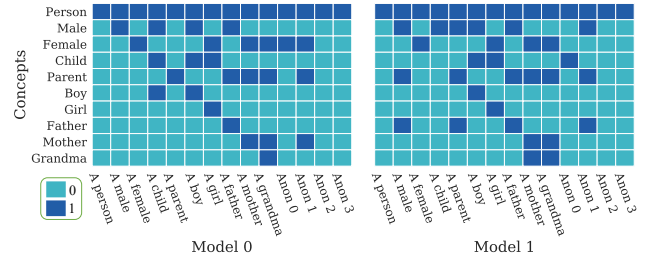 Concepts
Person
Male
Female
Child
Parent
Boy
Girl
Father
Mother
Grandma
0
1
A person
A male
A female
A child
A parent
A boy
A girl
A father
A mother
A grandma
Anon 0
Anon 1
Anon 2
Anon 3
Model 0
A person
A male
A female
A child
A parent
A boy
A girl
A father
A mother
A grandma
Anon 0
Anon 1
Anon 2
Anon 3
Model 1